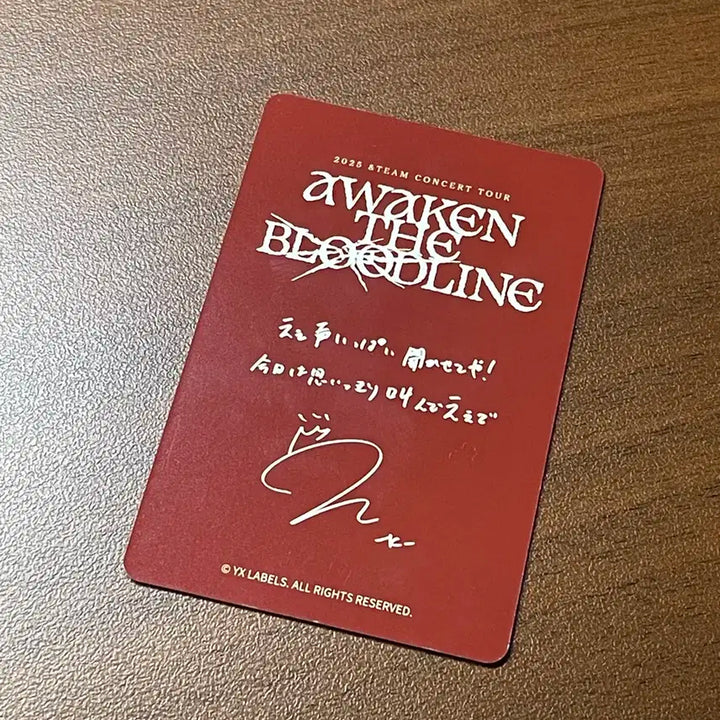 2025 &TEAM CONCERT TOUR
AWAKEN
THE
BLOODLINE
ええ声いっぱい聞かせてや!
今日は思いっきり叫んでええで
© YX LABELS. ALL RIGHTS RESERVED.